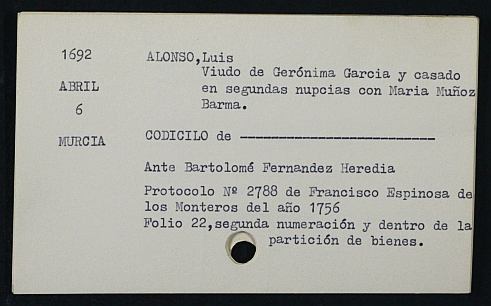 1692
ABRIL
6
MURCIA
ALONSO,Luis
Viudo de Gerónima Garcia y casado
en segundas nupcias con Maria Muñoz
Barma.
CODICILO de -------------------------
Ante Bartolomé Fernandez Heredia
Protocolo Nº 2788 de Francisco Espinosa de
los Monteros del año 1756
Folio 22,segunda numeración y dentro de la
partición de bienes.